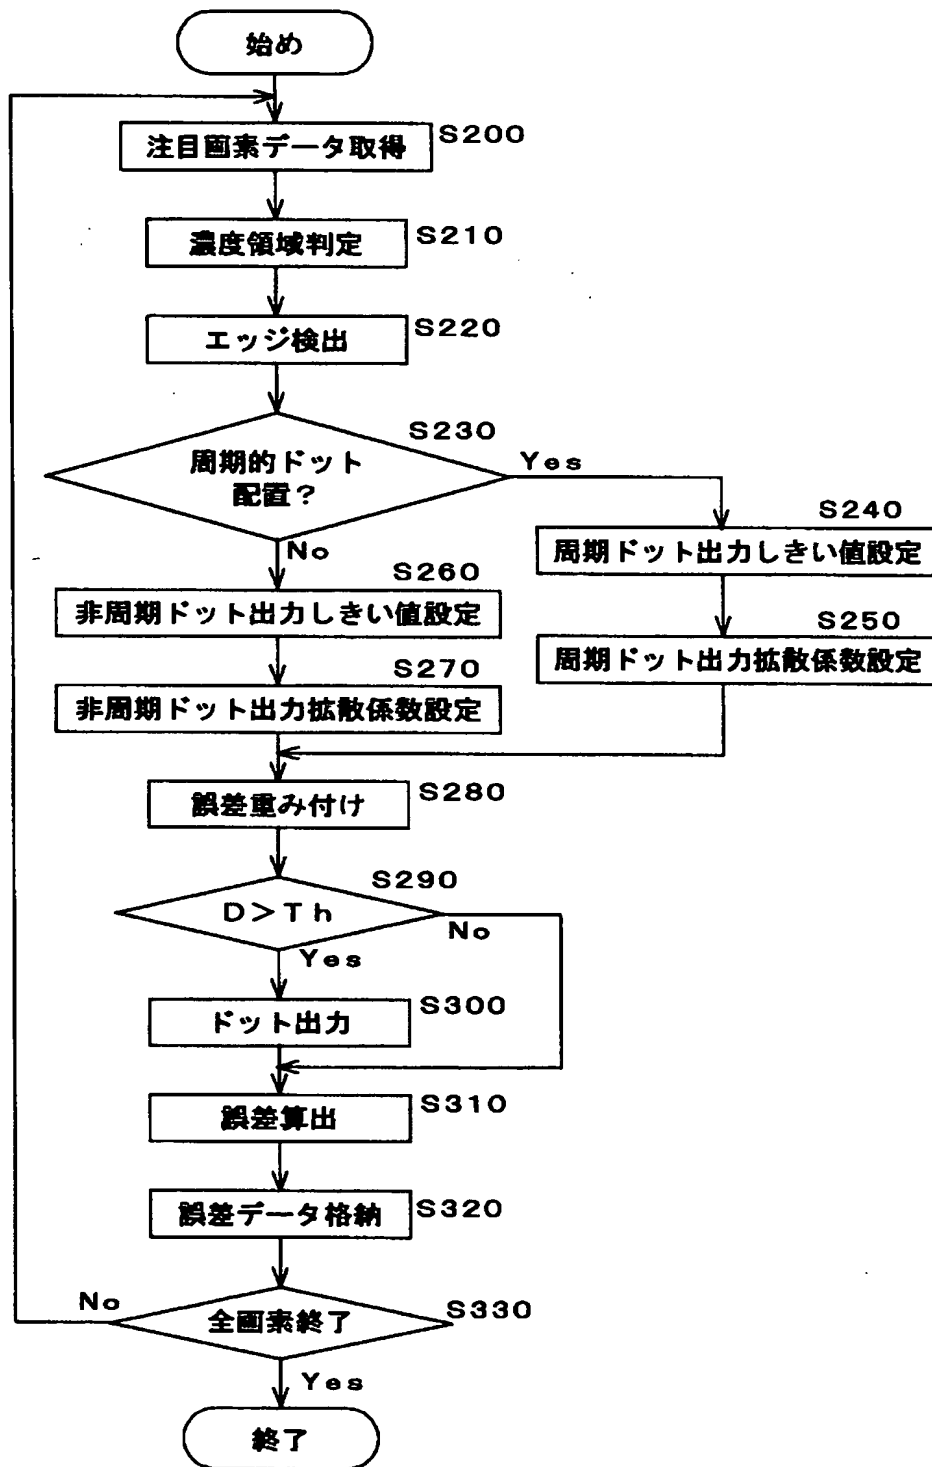 始め
S200
注目画素データ取得
S210
濃度領域判定
S220
エッジ検出
S230
周期的ドット
配置？
Yes
No
S240
周期ドット出力しきい値設定
S250
周期ドット出力拡散係数設定
S260
非周期ドット出力しきい値設定
S270
非周期ドット出力拡散係数設定
S280
誤差重み付け
S290
D＞Th
No
Yes
S300
ドット出力
S310
誤差算出
S320
誤差データ格納
S330
全画素終了
No
Yes
終了